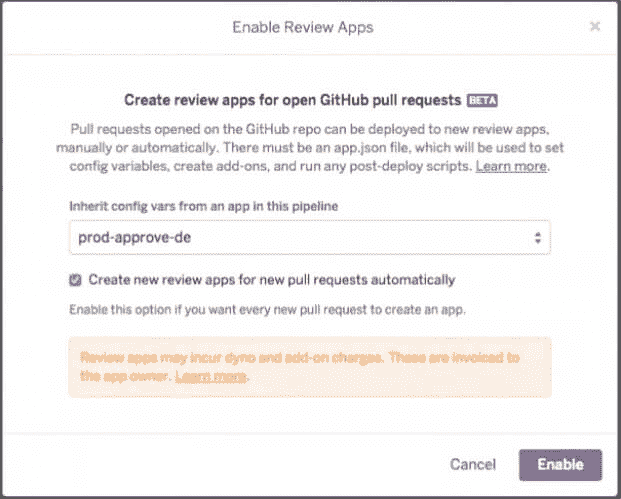 Enable Review Apps
×
Create review apps for open GitHub pull requests BETA
Pull requests opened on the GitHub repo can be deployed to new review apps,
manually or automatically. There must be an app.json file, which will be used to set
config variables, create add-ons, and run any post-deploy scripts. Learn more.
Inherit config vars from an app in this pipeline
prod-approve-de
Create new review apps for new pull requests automatically
Enable this option if you want every new pull request to create an app.
Review apps may incur dyno and add-on charges. These are invoiced to
the app owner. Learn more.
Cancel Enable